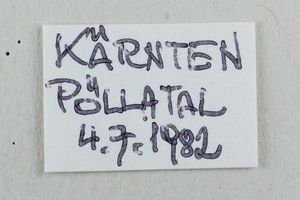 KÄRNTEN
PÖLLATAL
4.7.1982